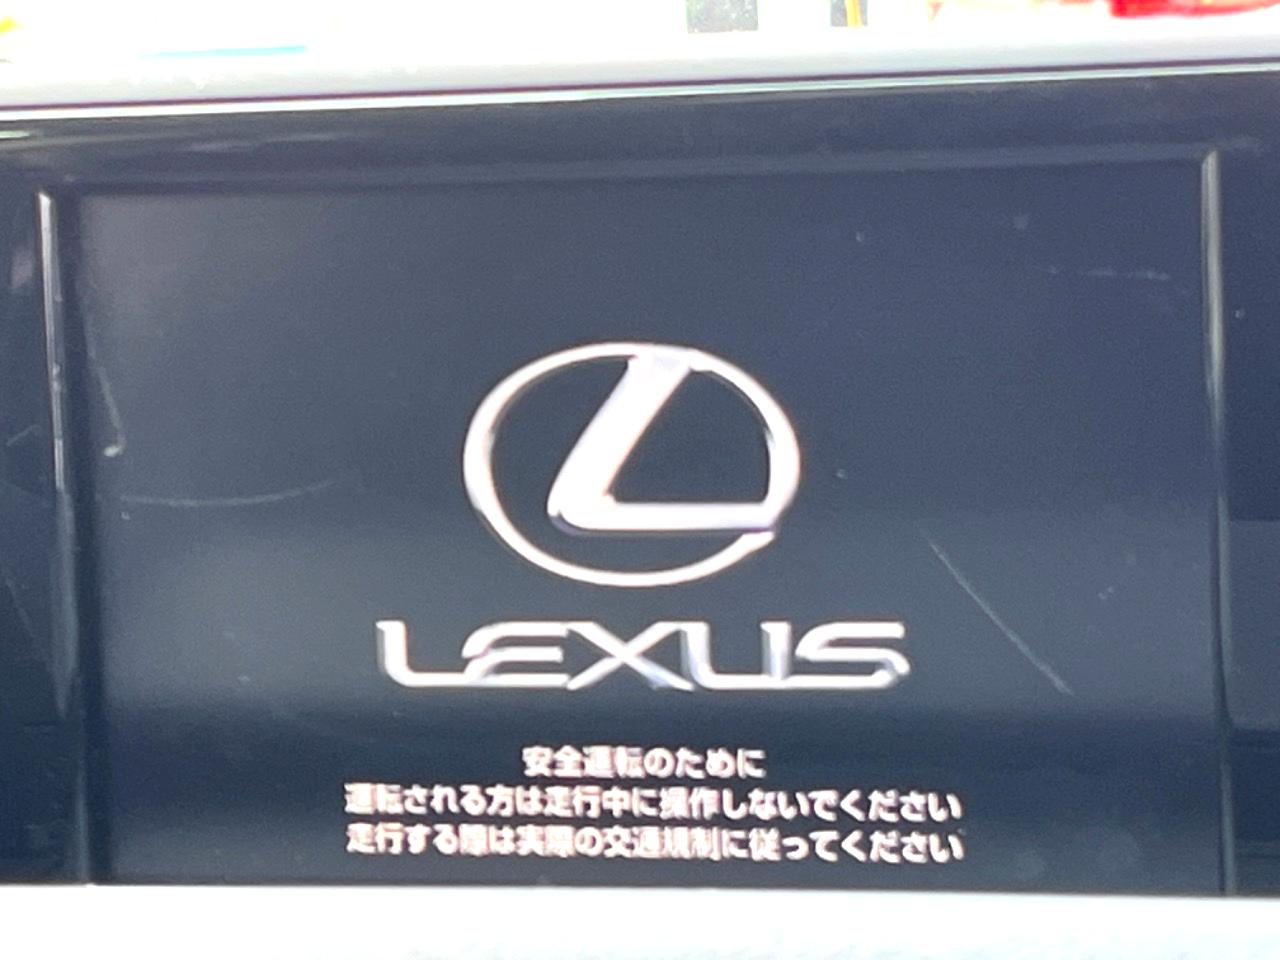 LEXUS
安全運転のために
運転される方は走行中に操作しないでください
走行する際は実際の交通規制に従ってください